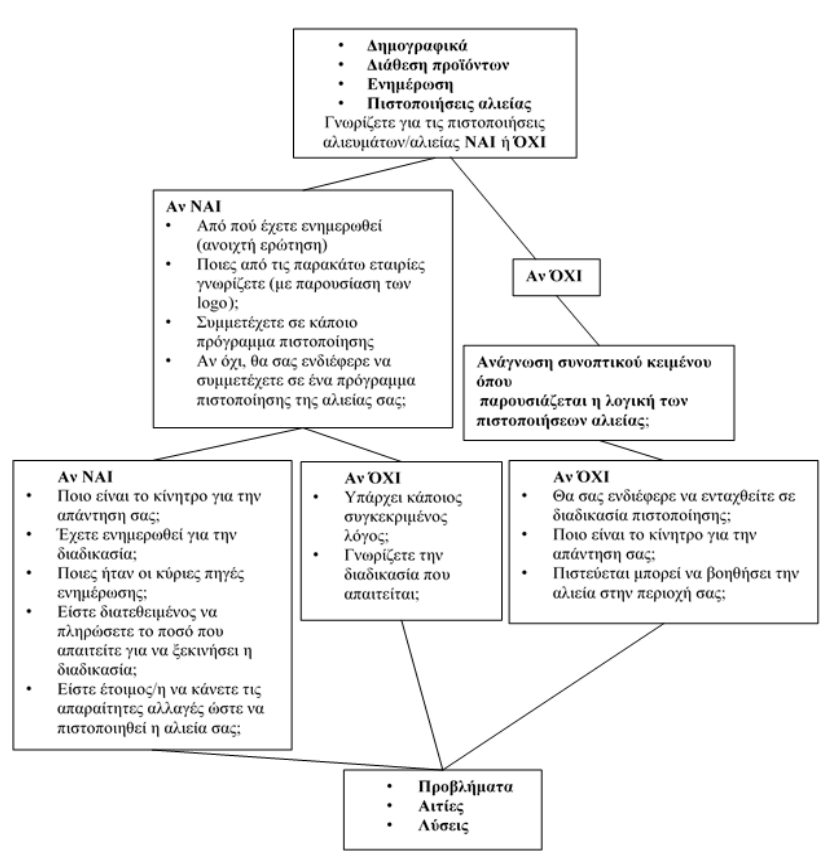 • Δημογραφικά
• Διάθεση προϊόντων
• Ενημέρωση
• Πιστοποιήσεις αλιείας
Γνωρίζετε για τις πιστοποιήσεις
αλιευμάτων/αλιείας ΝΑΙ ή ΌΧΙ
Αν ΝΑΙ
• Από πού έχετε ενημερωθεί
(ανοιχτή ερώτηση)
• Ποιες από τις παρακάτω εταιρίες
γνωρίζετε (με παρουσίαση των
logo);
• Συμμετέχετε σε κάποιο
πρόγραμμα πιστοποίησης
• Αν όχι, θα σας ενδιέφερε να
συμμετέχετε σε ένα πρόγραμμα
πιστοποίησης της αλιείας σας;
Αν ΌΧΙ
Ανάγνωση συνοπτικού κειμένου
όπου
παρουσιάζεται η λογική των
πιστοποιήσεων αλιείας;
Αν ΝΑΙ
• Ποιο είναι το κίνητρο για την
απάντηση σας;
• Έχετε ενημερωθεί για την
διαδικασία;
• Ποιες ήταν οι κύριες πηγές
ενημέρωσης;
• Είστε διατεθειμένος να
πληρώσετε το ποσό που
απαιτείτε για να ξεκινήσει η
διαδικασία;
• Είστε έτοιμος/η να κάνετε τις
απαραίτητες αλλαγές ώστε να
πιστοποιηθεί η αλιεία σας;
Αν ΌΧΙ
• Υπάρχει κάποιος
συγκεκριμένος
λόγος;
• Γνωρίζετε την
διαδικασία που
απαιτείται;
Αν ΌΧΙ
• Θα σας ενδιέφερε να ενταχθείτε σε
διαδικασία πιστοποίησης;
• Ποιο είναι το κίνητρο για την
απάντηση σας;
• Πιστεύεται μπορεί να βοηθήσει την
αλιεία στην περιοχή σας;
• Προβλήματα
• Αιτίες
• Λύσεις